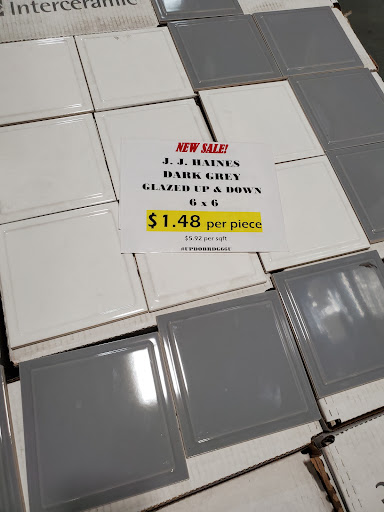 Interceramic
NEW SALE!
J. J. HAINES
DARK GREY
GLAZED UP & DOWN
6 x 6
$1.48 per piece
$5.92 per sqft